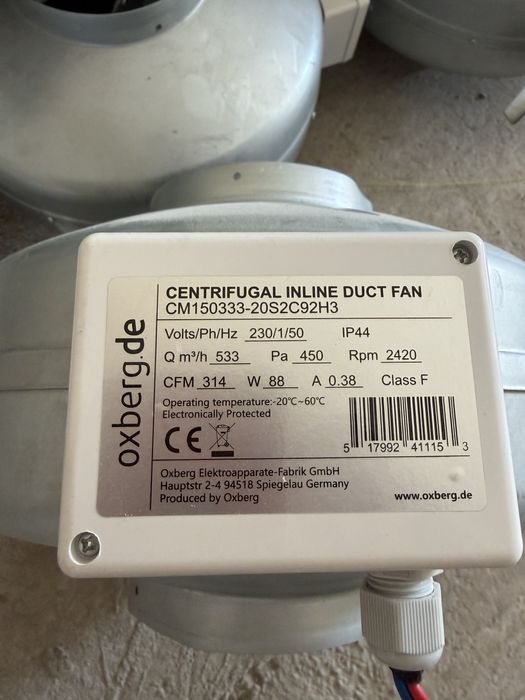 oxberg.de
CENTRIFUGAL INLINE DUCT FAN
CM150333-20S2C92H3
Volts/Ph/Hz 230/1/50 IP44
Q m³/h 533 Pa 450 Rpm 2420
CFM 314 W 88 A 0.38 Class F
Operating temperature:-20℃~60℃
Electronically Protected
CE
5 17992 41115 3
Oxberg Elektroapparate-Fabrik GmbH
Hauptstr 2-4 94518 Spiegelau Germany
Produced by Oxberg
www.oxberg.de